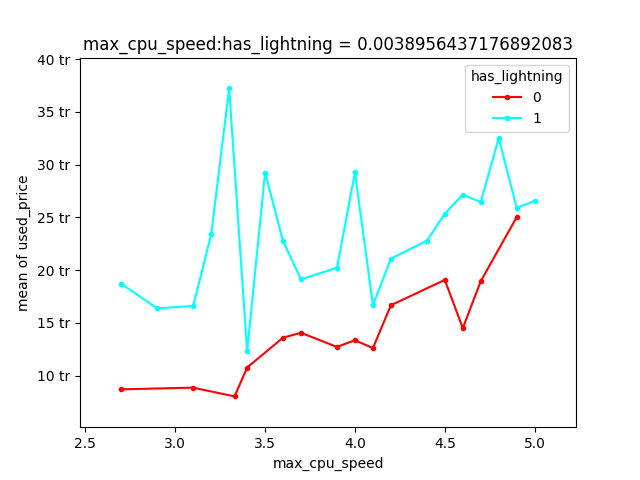 max_cpu_speed:has_lightning = 0.0038956437176892083
40 tr
35 tr
30 tr
25 tr
20 tr
15 tr
10 tr
mean of used_price
has_lightning
0
1
2.5 3.0 3.5 4.0 4.5 5.0
max_cpu_speed